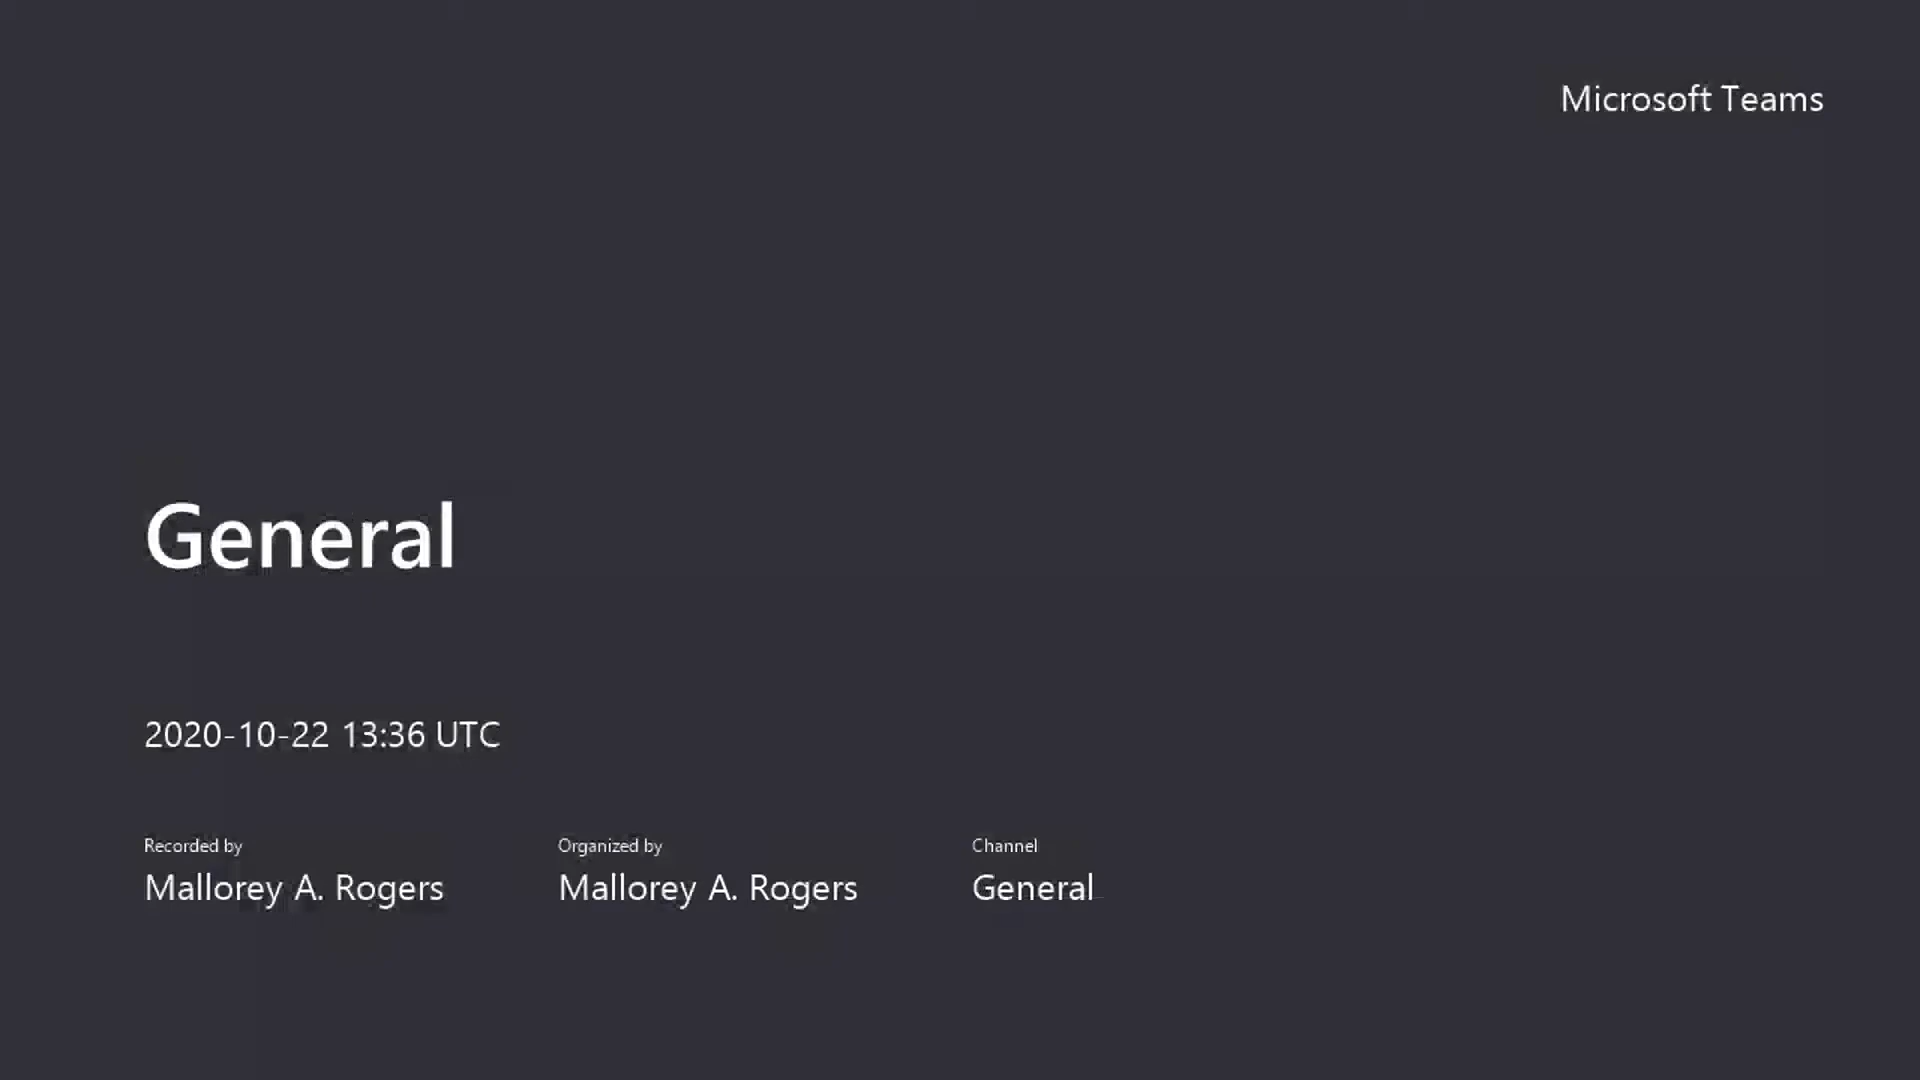 Microsoft Teams
General
2020-10-22 13:36 UTC
Recorded by
Mallorey A. Rogers
Organized by
Mallorey A. Rogers
Channel
General